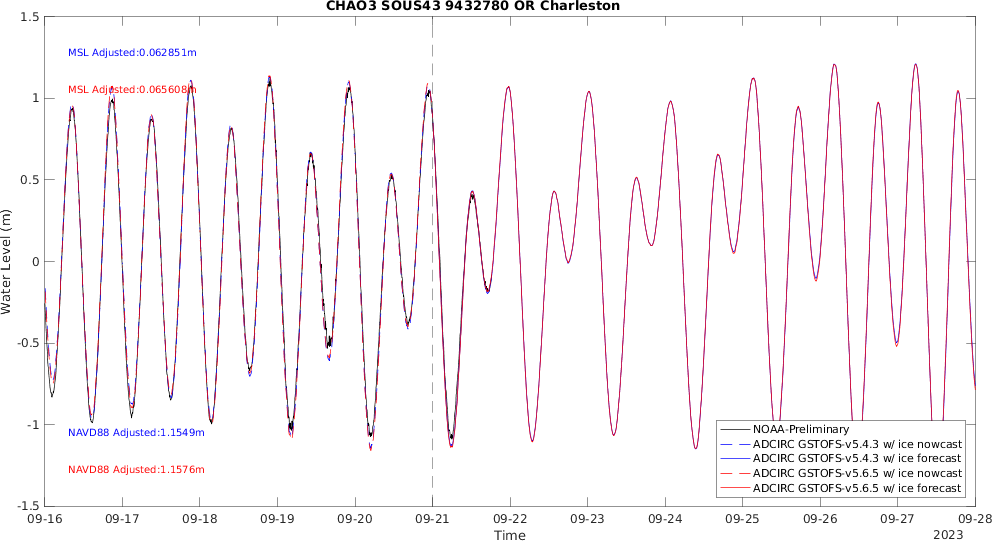 CHAO3 SOUS43 9432780 OR Charleston
1.5
MSL Adjusted:0.062851m
MSL Adjusted:0.065608m
1
0.5
0
-0.5
-1
-1.5
Water Level (m)
NAVD88 Adjusted:1.1549m
NAVD88 Adjusted:1.1576m
NOAA-Preliminary
ADCIRC GSTOFS-v5.4.3 w/ ice nowcast
ADCIRC GSTOFS-v5.4.3 w/ ice forecast
ADCIRC GSTOFS-v5.6.5 w/ ice nowcast
ADCIRC GSTOFS-v5.6.5 w/ ice forecast
09-16 09-17 09-18 09-19 09-20 09-21 09-22 09-23 09-24 09-25 09-26 09-27 09-28
Time
2023